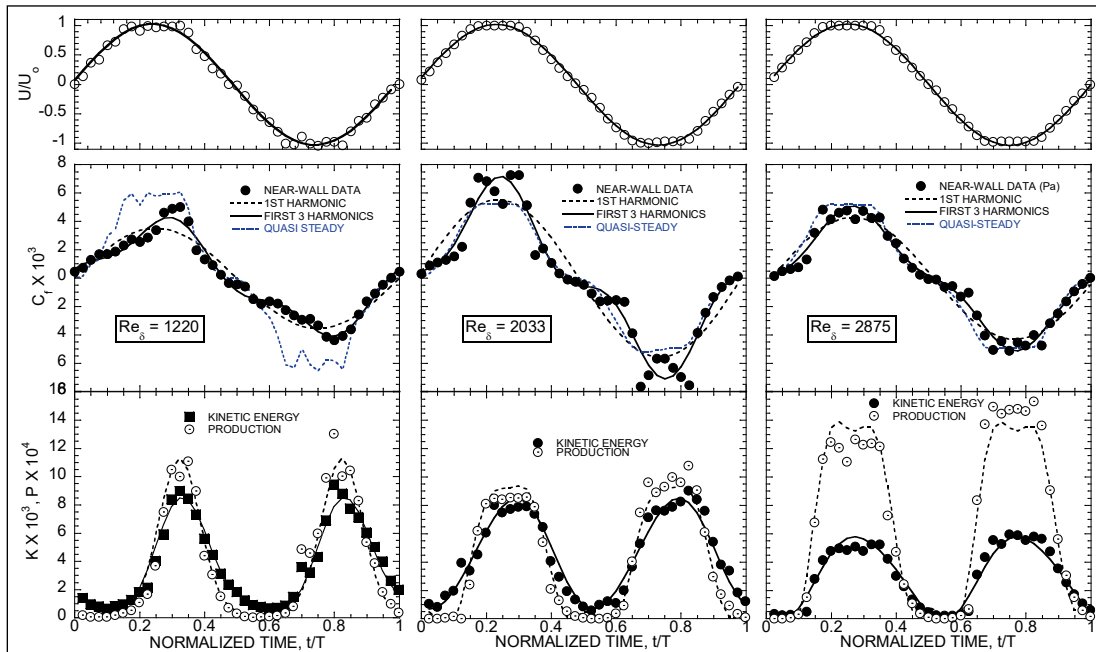 1
0.5
0
-0.5
-1
U/U₀
8
6
4
2
0
2
4
6
8
C_f X 10³
NEAR-WALL DATA
1ST HARMONIC
FIRST 3 HARMONICS
QUASI STEADY
Re_δ = 1220
NEAR-WALL DATA
1ST HARMONIC
FIRST 3 HARMONICS
QUASI-STEADY
Re_δ = 2033
NEAR-WALL DATA (Pa)
1ST HARMONIC
FIRST 3 HARMONICS
QUASI-STEADY
Re_δ = 2875
14
12
10
8
6
4
2
0
K X 10³, P X 10⁴
KINETIC ENERGY
PRODUCTION
KINETIC ENERGY
PRODUCTION
KINETIC ENERGY
PRODUCTION
0 0.2 0.4 0.6 0.8 1
0 0.2 0.4 0.6 0.8 1
0 0.2 0.4 0.6 0.8 1
NORMALIZED TIME, t/T
NORMALIZED TIME, t/T
NORMALIZED TIME, t/T